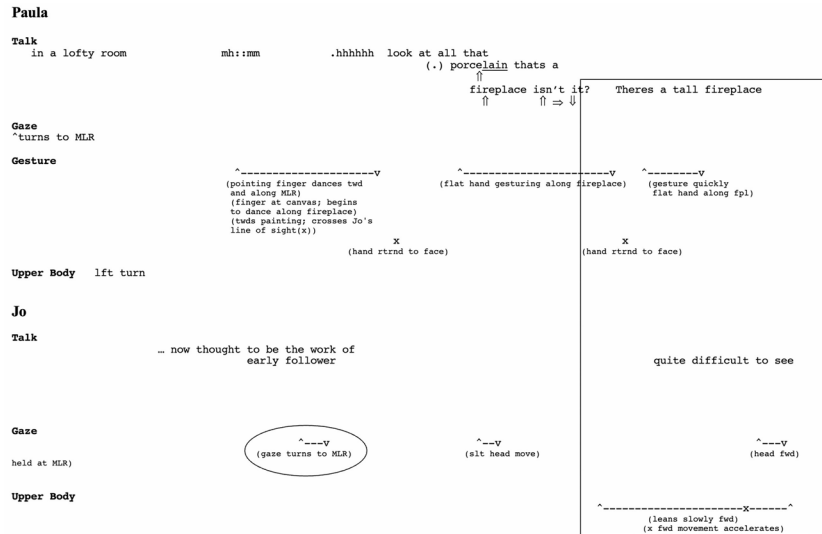 Paula
Talk
in a lofty room mh::mm .hhhhhh look at all that
(.) porcelain thats a
⇑
fireplace isn't it? Theres a tall fireplace
⇑ ⇑ ⇒ ⇓
Gaze
^turns to MLR
Gesture
^---------------------v ^-----------------------v ^--------v
(pointing finger dances twd (flat hand gesturing along fireplace) (gesture quickly
and along MLR) flat hand along fpl)
(finger at canvas; begins
to dance along fireplace)
(twds painting; crosses Jo's
line of sight(x))
x x
(hand rtrnd to face) (hand rtrnd to face)
Upper Body lft turn
Jo
Talk
… now thought to be the work of
early follower quite difficult to see
Gaze
^---v ^--v ^---v
(gaze turns to MLR) (slt head move) (head fwd)
held at MLR)
Upper Body
^----------------------x------^
(leans slowly fwd)
(x fwd movement accelerates)